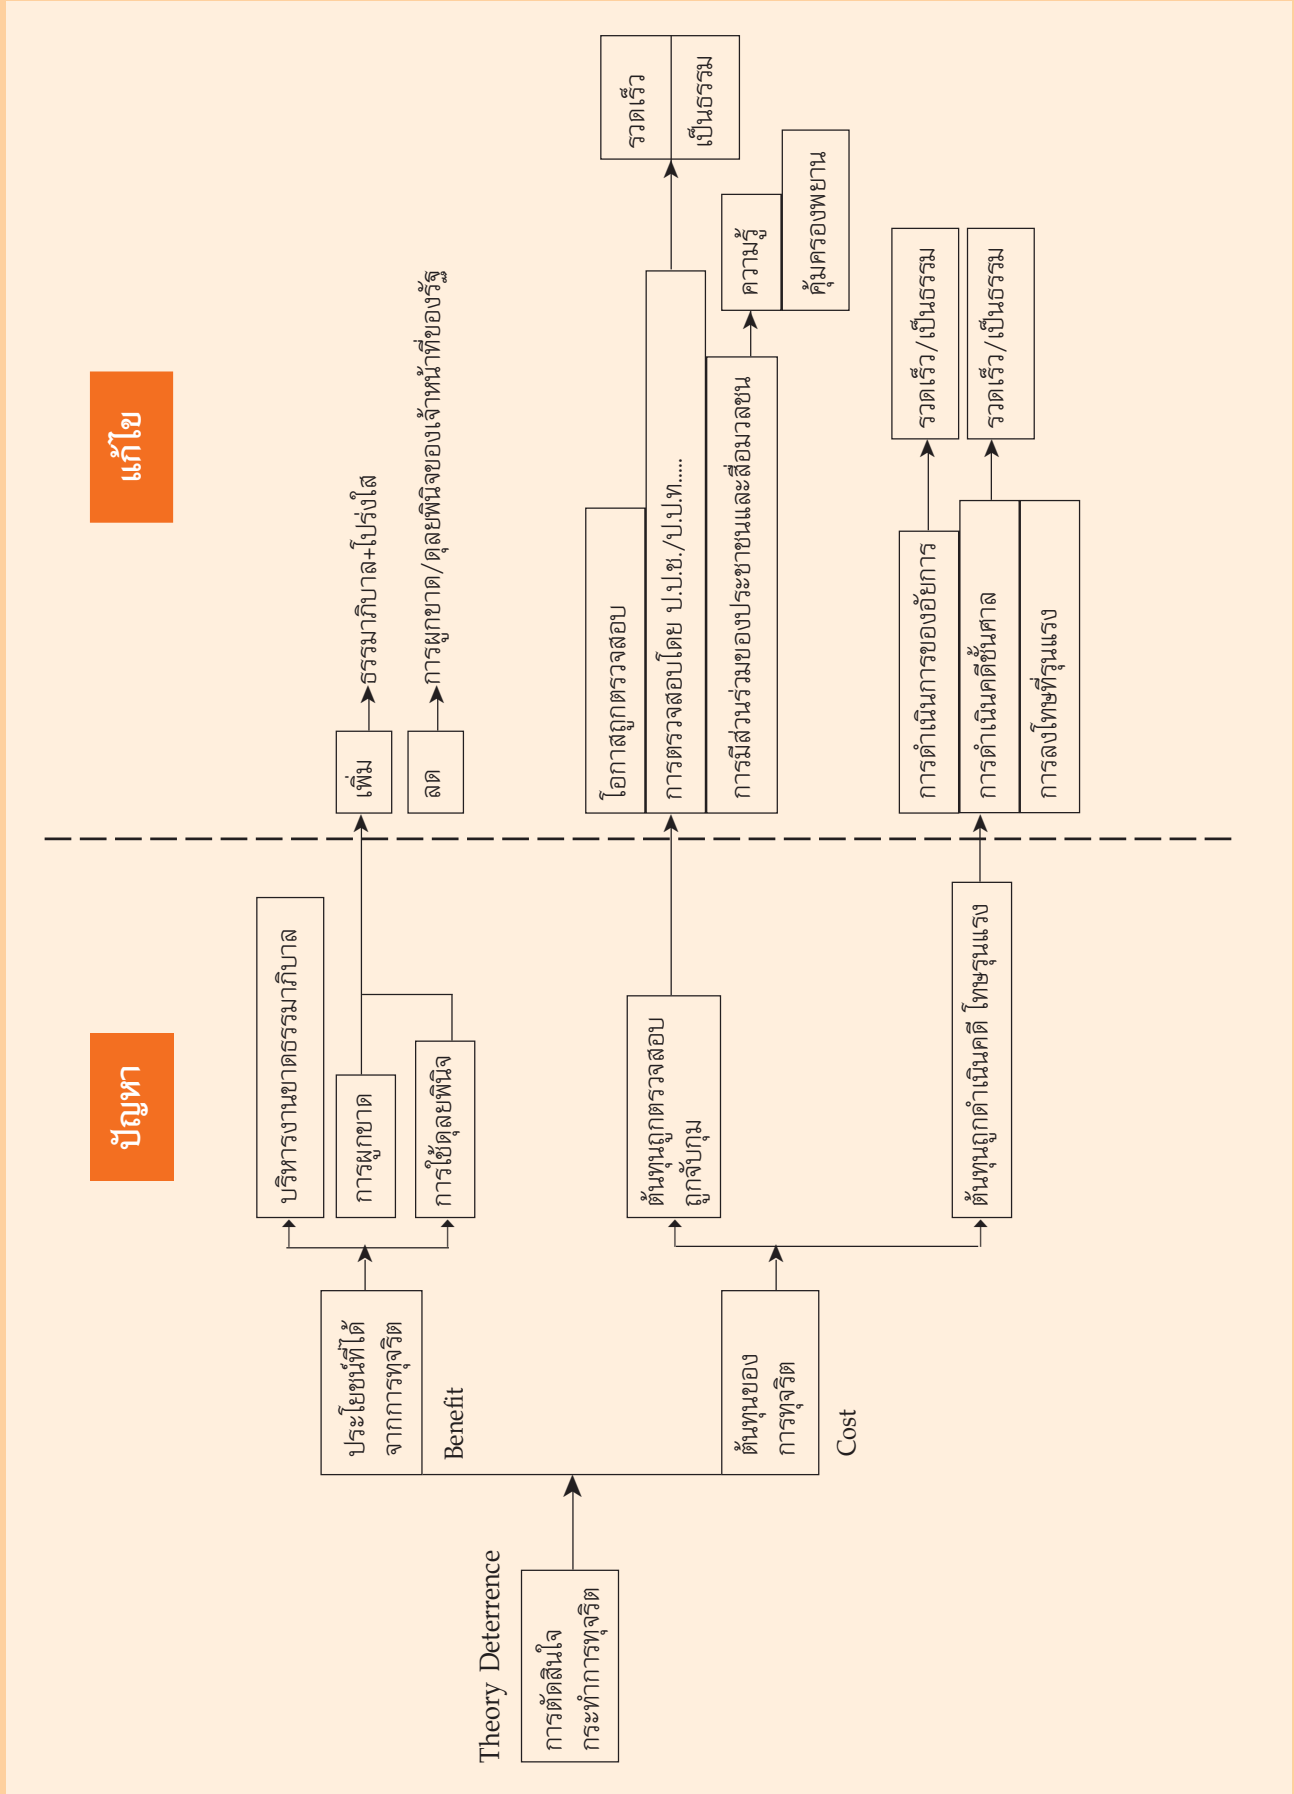 ปัญหา
แก้ไข
Theory Deterrence
การตัดสินใจ
กระทำการทุจริต
ประโยชน์ที่ได้
จากการทุจริต
Benefit
ต้นทุนของ
การทุจริต
Cost
บริหารงานขาดธรรมาภิบาล
การผูกขาด
การใช้ดุลยพินิจ
ต้นทุนถูกตรวจสอบ
ถูกจับกุม
ต้นทุนถูกดำเนินคดี โทษรุนแรง
เพิ่ม
ธรรมาภิบาล+โปร่งใส
ลด
การผูกขาด/ดุลยพินิจของเจ้าหน้าที่ของรัฐ
โอกาสถูกตรวจสอบ
การตรวจสอบโดย ป.ป.ช./ป.ป.ท.....
การมีส่วนร่วมของประชาชนและสื่อมวลชน
รวดเร็ว
เป็นธรรม
ความรู้
คุ้มครองพยาน
การดำเนินการของอัยการ
การดำเนินคดีชั้นศาล
การลงโทษที่รุนแรง
รวดเร็ว/เป็นธรรม
รวดเร็ว/เป็นธรรม